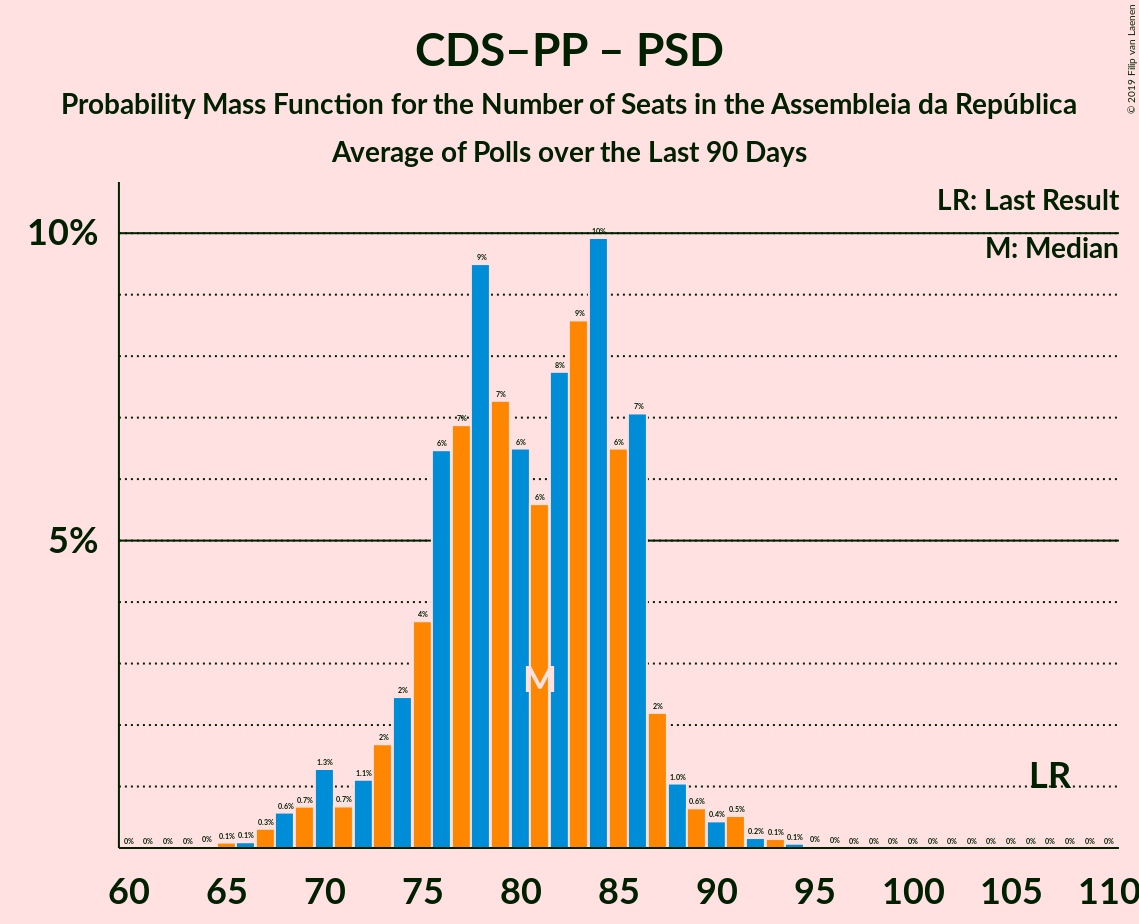 CDS–PP – PSD
Probability Mass Function for the Number of Seats in the Assembleia da República
Average of Polls over the Last 90 Days
© 2019 Filip van Laenen
LR: Last Result
M: Median
10%
5%
0% 0% 0% 0% 0% 0.1% 0.1% 0.3% 0.6% 0.7% 1.3% 0.7% 1.1% 2% 2% 4% 6% 7% 9% 7% 6% 6% 8% 9% 10% 6% 7% 2% 1.0% 0.6% 0.4% 0.5% 0.2% 0.1% 0.1% 0% 0% 0% 0% 0% 0% 0% 0% 0% 0% 0% 0% 0% 0% 0% 0%
M
LR
60 65 70 75 80 85 90 95 100 105 110